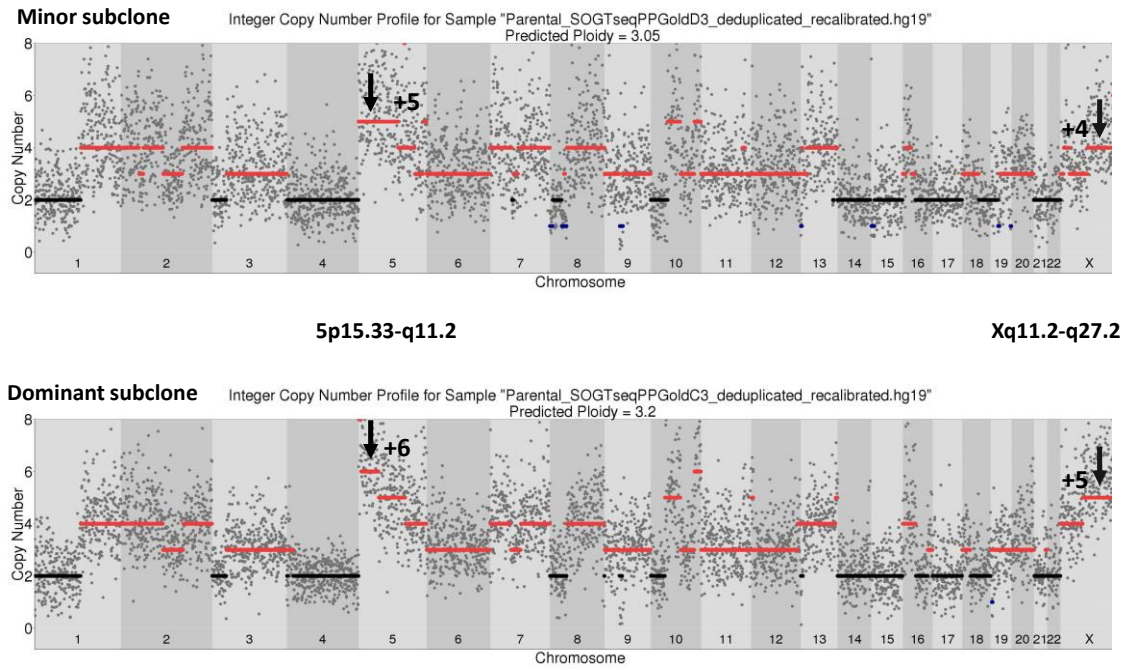 Minor subclone
Integer Copy Number Profile for Sample "Parental_SOGTseqPPGoldD3_deduplicated_recalibrated.hg19"
Predicted Ploidy = 3.05
Copy Number
8
6
4
2
0
+5
+4
1 2 3 4 5 6 7 8 9 10 11 12 13 14 15 16 17 18 19 20 21 22 X
Chromosome
5p15.33-q11.2 Xq11.2-q27.2
Dominant subclone
Integer Copy Number Profile for Sample "Parental_SOGTseqPPGoldC3_deduplicated_recalibrated.hg19"
Predicted Ploidy = 3.2
Copy Number
8
6
4
2
0
+6
+5
1 2 3 4 5 6 7 8 9 10 11 12 13 14 15 16 17 18 19 20 21 22 X
Chromosome